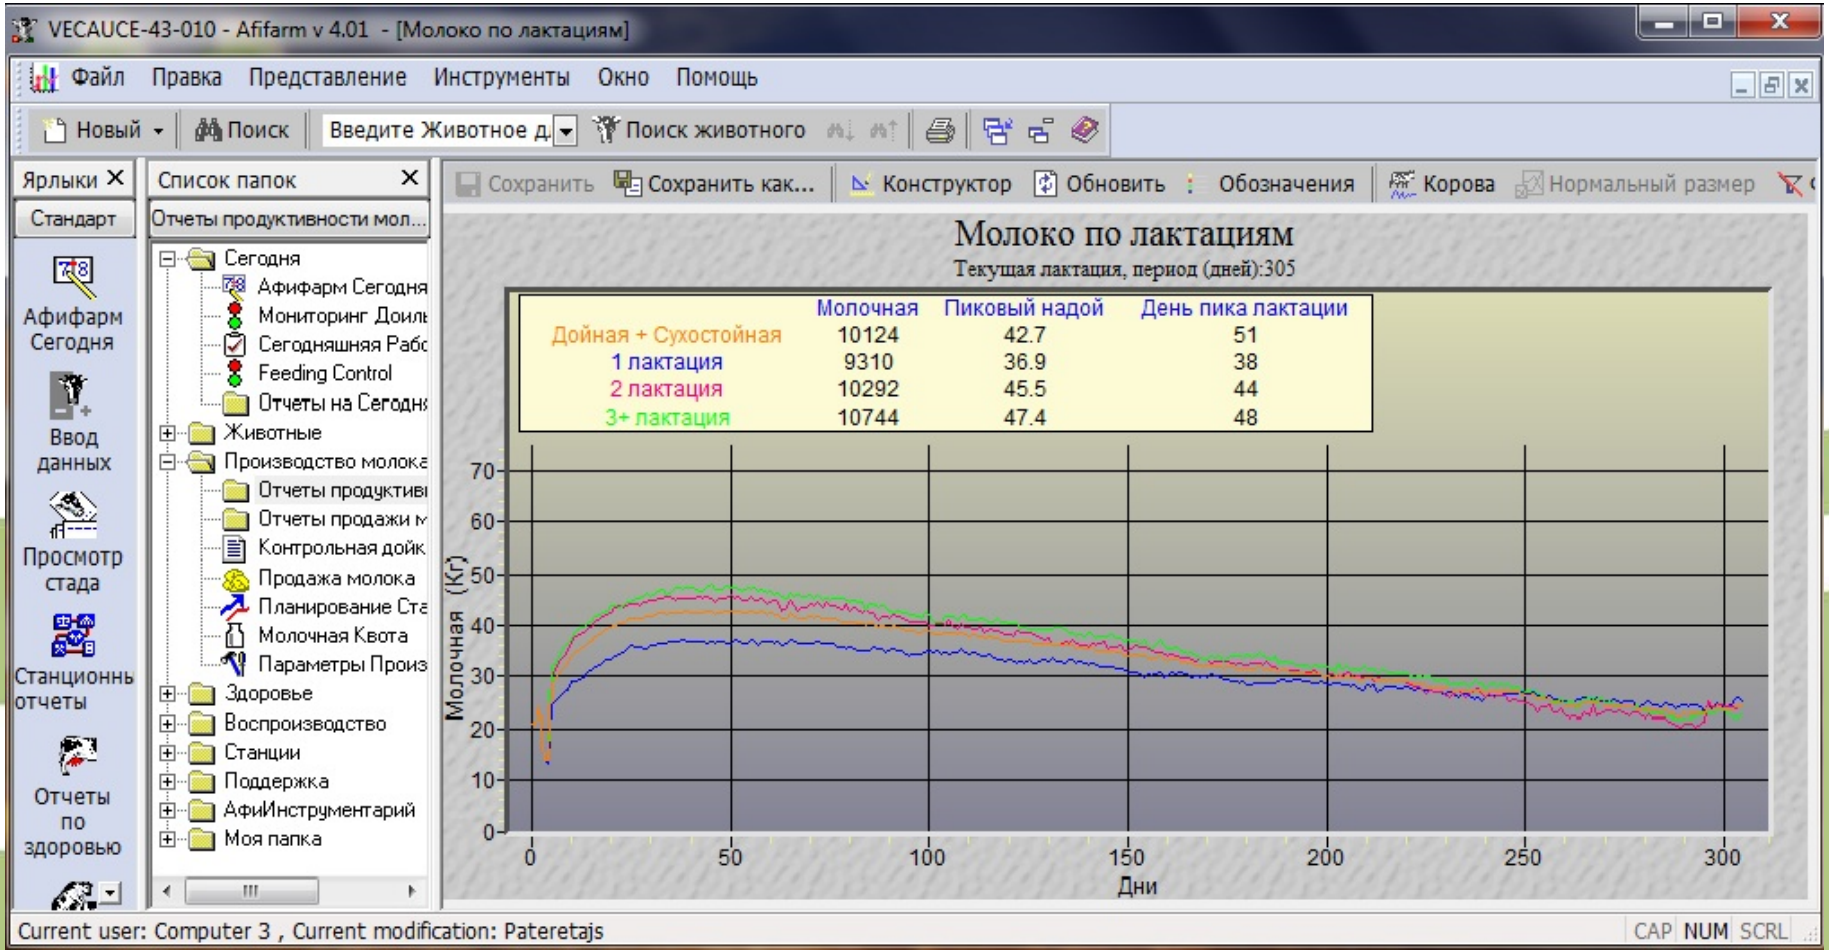 VECAUCE-43-010 - Afifarm v 4.01 - [Молоко по лактациям]
Файл Правка Представление Инструменты Окно Помощь
Новый Поиск Введите Животное д. Поиск животного
Ярлыки X
Стандарт
Афифарм
Сегодня
Ввод
данных
Просмотр
стада
Станционнь
отчеты
Отчеты
по
здоровью
Список папок X
Отчеты продуктивности мол...
Сегодня
Афифарм Сегодня
Мониторинг Доиль
Сегодняшняя Рабо
Feeding Control
Отчеты на Сегодня
Животные
Производство молока
Отчеты продуктиві
Отчеты продажи м
Контрольная дойк
Продажа молока
Планирование Ста
Молочная Квота
Параметры Произ
Здоровье
Воспроизводство
Станции
Поддержка
АфиИнструментарий
Моя папка
Сохранить Сохранить как... Конструктор Обновить Обозначения Корова Нормальный размер
Молоко по лактациям
Текущая лактация, период (дней):305
Молочная Пиковый надой День пика лактации
Дойная + Сухостойная 10124 42.7 51
1 лактация 9310 36.9 38
2 лактация 10292 45.5 44
3+ лактация 10744 47.4 48
Молочная (Кг)
70
60
50
40
30
20
10
0
0 50 100 150 200 250 300
Дни
Current user: Computer 3 , Current modification: Pateretajs
CAP NUM SCRL